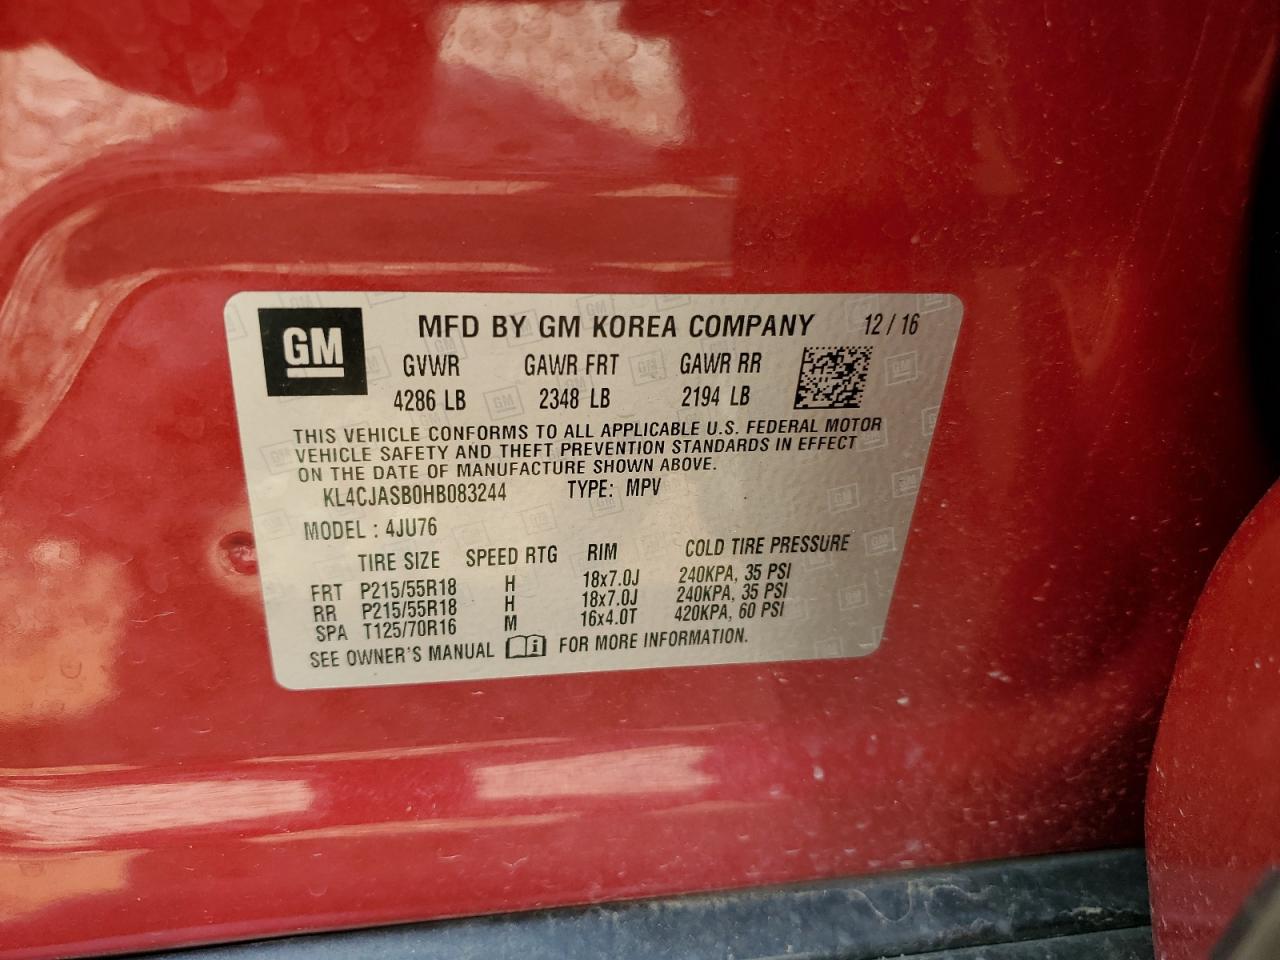 GM MFD BY GM KOREA COMPANY 12 / 16
GVWR GAWR FRT GAWR RR
4286 LB 2348 LB 2194 LB
THIS VEHICLE CONFORMS TO ALL APPLICABLE U.S. FEDERAL MOTOR
VEHICLE SAFETY AND THEFT PREVENTION STANDARDS IN EFFECT
ON THE DATE OF MANUFACTURE SHOWN ABOVE.
KL4CJASB0HB083244 TYPE: MPV
MODEL : 4JU76
TIRE SIZE SPEED RTG RIM COLD TIRE PRESSURE
FRT P215/55R18 H 18x7.0J 240KPA, 35 PSI
RR P215/55R18 H 18x7.0J 240KPA, 35 PSI
SPA T125/70R16 M 16x4.0T 420KPA, 60 PSI
SEE OWNER'S MANUAL i FOR MORE INFORMATION.